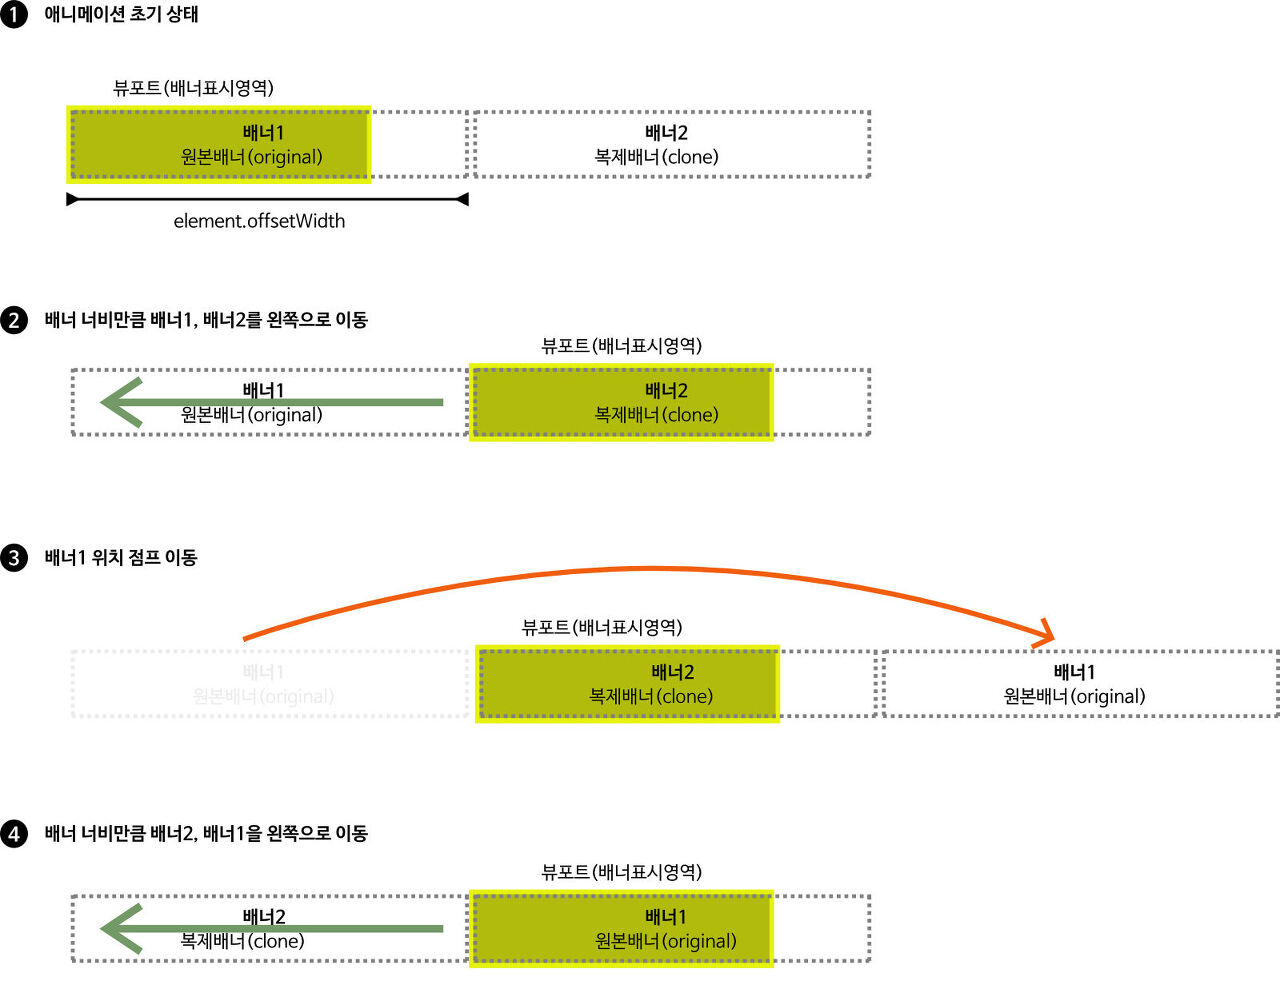 1 애니메이션 초기 상태
뷰포트(배너표시영역)
배너1
원본배너(original)
배너2
복제배너(clone)
element.offsetWidth
2 배너 너비만큼 배너1, 배너2를 왼쪽으로 이동
뷰포트(배너표시영역)
배너1
원본배너(original)
배너2
복제배너(clone)
3 배너1 위치 점프 이동
뷰포트(배너표시영역)
배너1
원본배너(original)
배너2
복제배너(clone)
배너1
원본배너(original)
4 배너 너비만큼 배너2, 배너1을 왼쪽으로 이동
뷰포트(배너표시영역)
배너2
복제배너(clone)
배너1
원본배너(original)